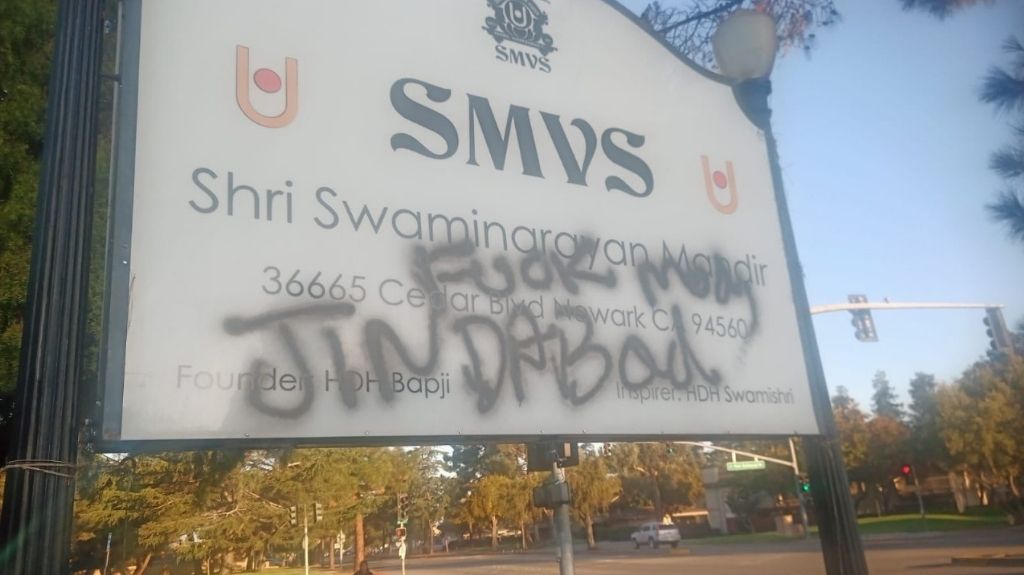 SMVS
SMVS
Shri Swaminarayan Mandir
36665 Cedar Blvd Newark CA 94560
Fuck Mody
JINDABad
Founder: HDH Bapji
Inspirer: HDH Swamishri